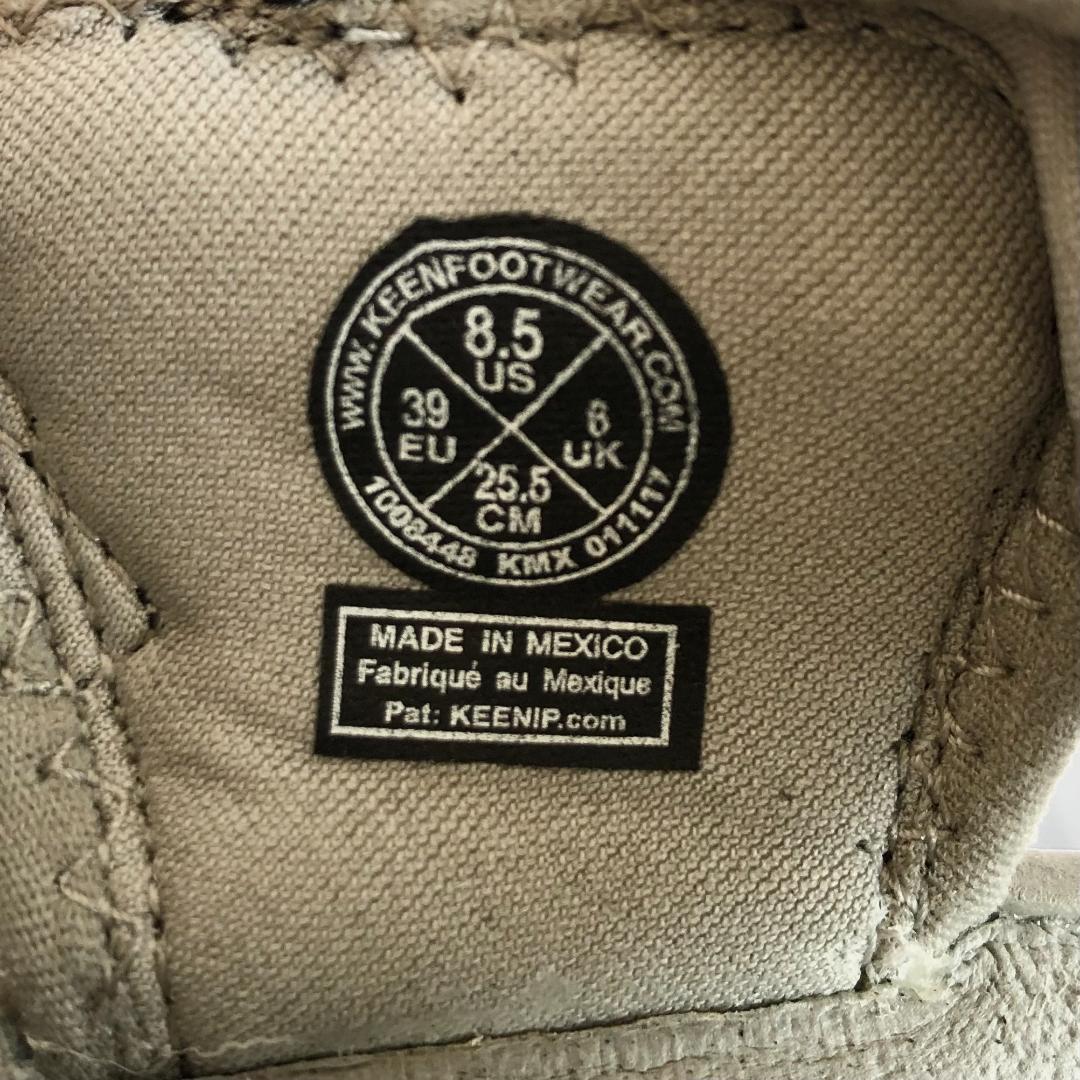 WWW.KEENFOOTWEAR.COM
8.5
US
39
EU
6
UK
25.5
CM
1008448 KMX 011117
MADE IN MEXICO
Fabriqué au Mexique
Pat: KEENIP.com